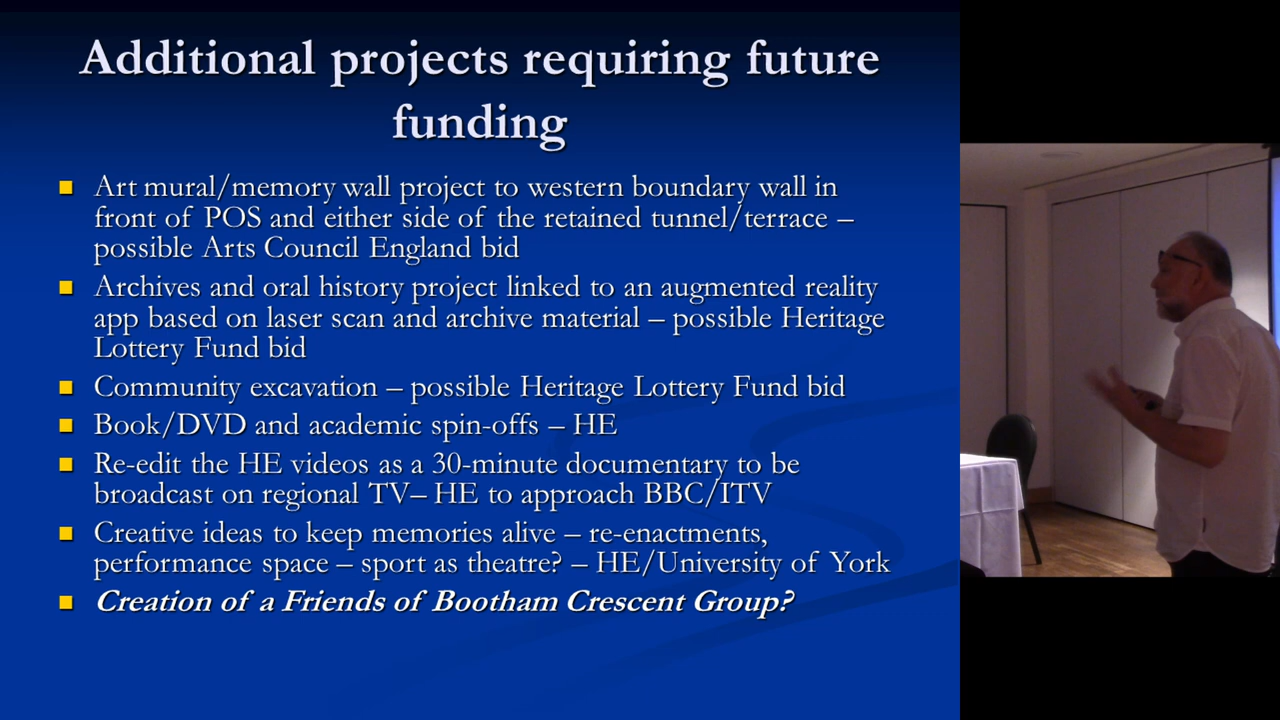 Additional projects requiring future
funding
Art mural/memory wall project to western boundary wall in
front of POS and either side of the retained tunnel/terrace –
possible Arts Council England bid
Archives and oral history project linked to an augmented reality
app based on laser scan and archive material – possible Heritage
Lottery Fund bid
Community excavation – possible Heritage Lottery Fund bid
Book/DVD and academic spin-offs – HE
Re-edit the HE videos as a 30-minute documentary to be
broadcast on regional TV– HE to approach BBC/ITV
Creative ideas to keep memories alive – re-enactments,
performance space – sport as theatre? – HE/University of York
Creation of a Friends of Bootham Crescent Group?